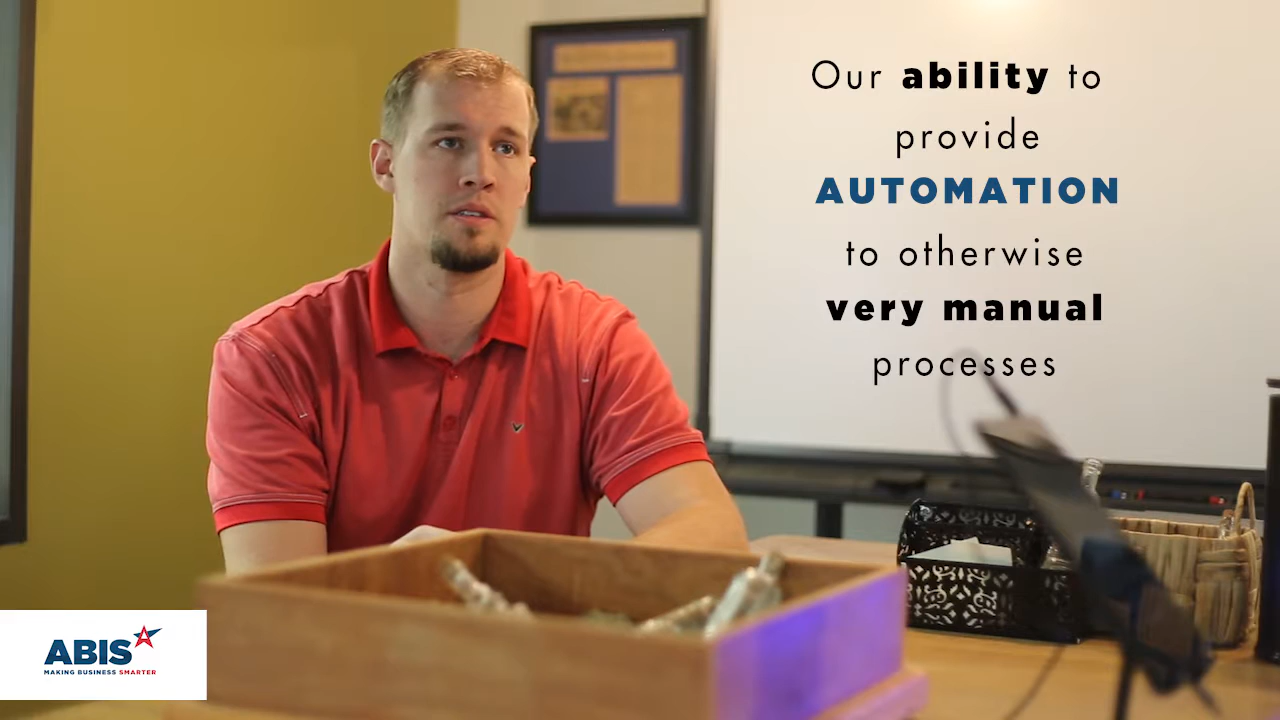 Our ability to
provide
AUTOMATION
to otherwise
very manual
processes
ABIS
MAKING BUSINESS SMARTER